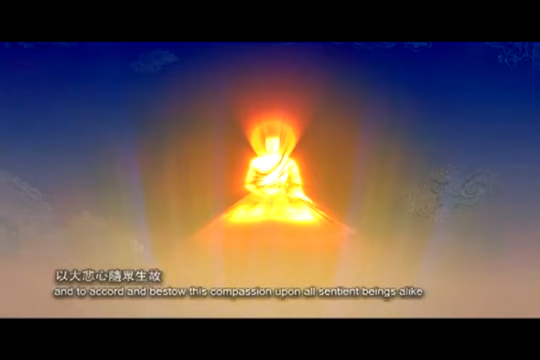 以大悲心隨眾生故
and to accord and bestow this compassion upon all sentient beings alike